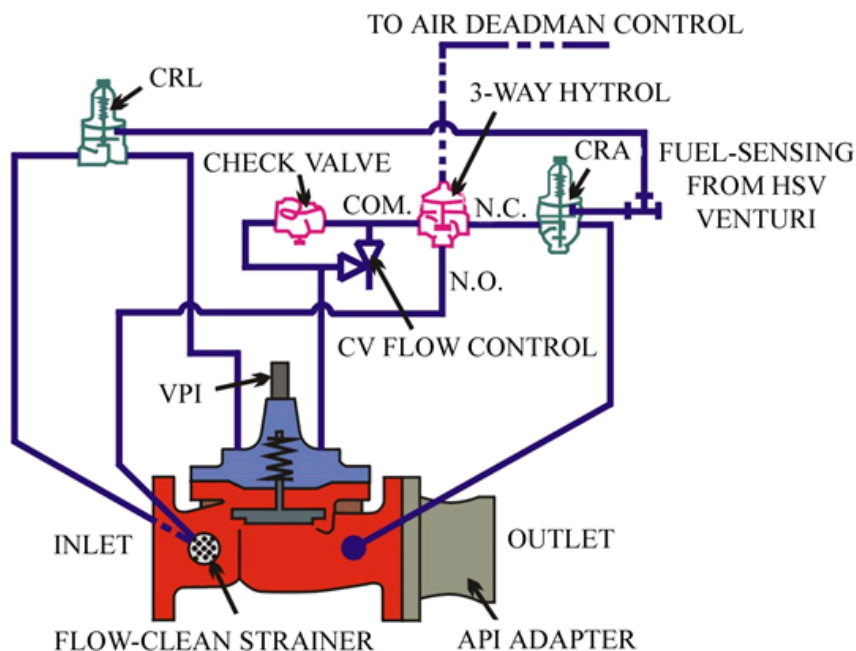 TO AIR DEADMAN CONTROL
CRL
3-WAY HYTROL
CHECK VALVE
COM.
N.C.
CRA
FUEL-SENSING
FROM HSV
VENTURI
N.O.
CV FLOW CONTROL
VPI
INLET
OUTLET
FLOW-CLEAN STRAINER
API ADAPTER